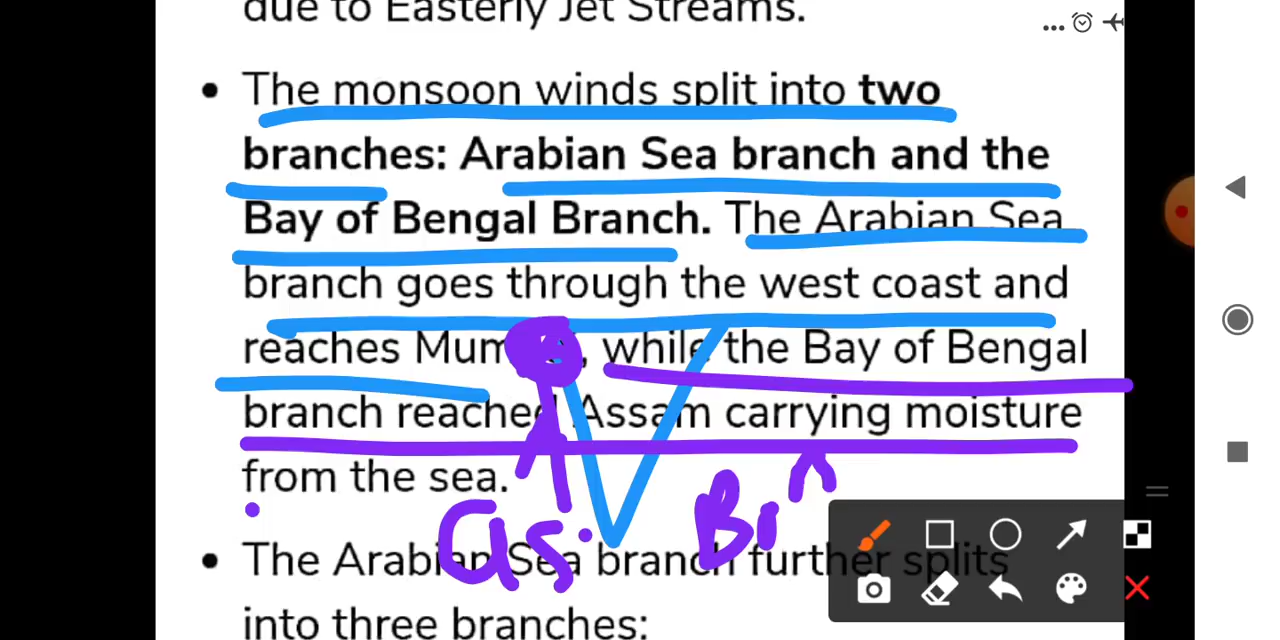 due to Easterly Jet Streams.
• The monsoon winds split into two
branches: Arabian Sea branch and the
Bay of Bengal Branch. The Arabian Sea
branch goes through the west coast and
reaches Mum , while the Bay of Bengal
branch reached Assam carrying moisture
from the sea.
as. Bi
• The Arabian Sea branch further splits
into three branches: